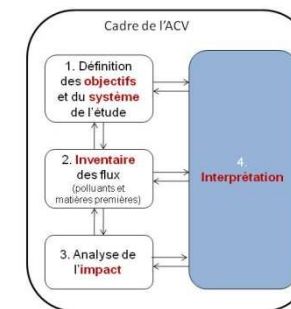 Cadre de l'ACV
1. Définition
des objectifs
et du système
de l'étude
2. Inventaire
des flux
(polluants et
matières premières)
3. Analyse de
l'impact
4.
Interprétation